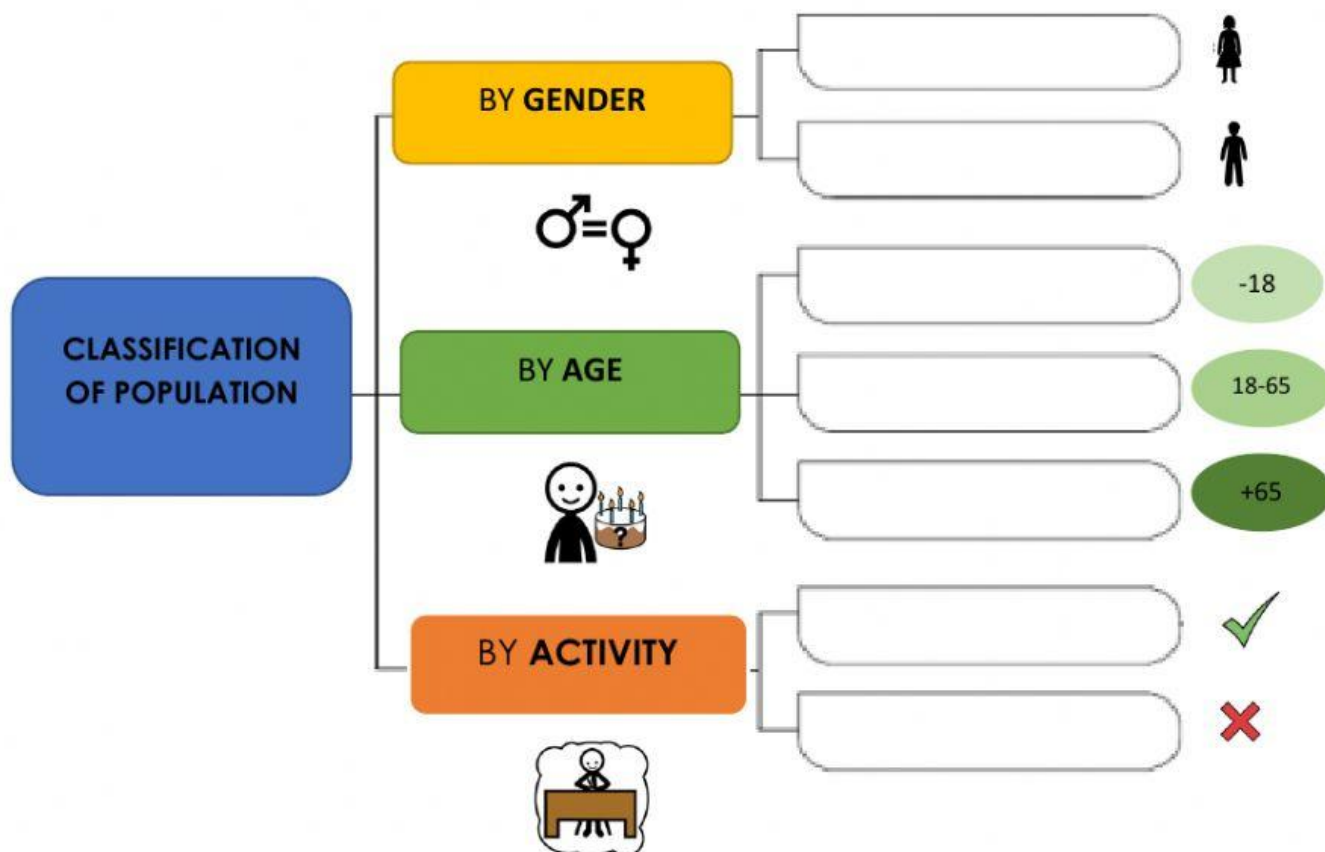 BY GENDER
CLASSIFICATION
OF POPULATION
BY AGE
-18
18-65
+65
?
BY ACTIVITY